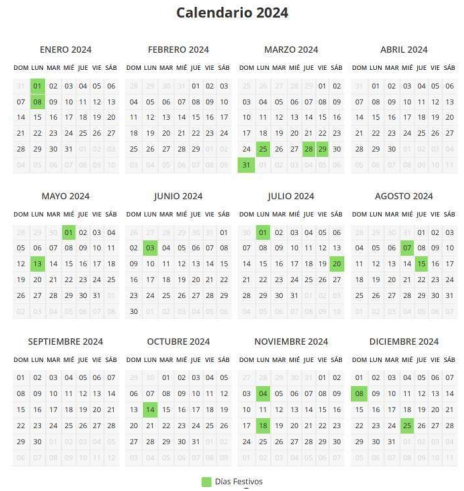 Calendario 2024
ENERO 2024
DOM LUN MAR MIÉ JUE VIE SÁB
31 01 02 03 04 05 06
07 08 09 10 11 12 13
14 15 16 17 18 19 20
21 22 23 24 25 26 27
28 29 30 31 01 02 03
04 05 06 07 08 09 10
FEBRERO 2024
DOM LUN MAR MIÉ JUE VIE SÁB
28 29 30 31 01 02 03
04 05 06 07 08 09 10
11 12 13 14 15 16 17
18 19 20 21 22 23 24
25 26 27 28 29 01 02
03 04 05 06 07 08 09
MARZO 2024
DOM LUN MAR MIÉ JUE VIE SÁB
25 26 27 28 29 01 02
03 04 05 06 07 08 09
10 11 12 13 14 15 16
17 18 19 20 21 22 23
24 25 26 27 28 29 30
31 01 02 03 04 05 06
ABRIL 2024
DOM LUN MAR MIÉ JUE VIE SÁB
31 01 02 03 04 05 06
07 08 09 10 11 12 13
14 15 16 17 18 19 20
21 22 23 24 25 26 27
28 29 30 01 02 03 04
05 06 07 08 09 10 11
MAYO 2024
DOM LUN MAR MIÉ JUE VIE SÁB
28 29 30 01 02 03 04
05 06 07 08 09 10 11
12 13 14 15 16 17 18
19 20 21 22 23 24 25
26 27 28 29 30 31 01
02 03 04 05 06 07 08
JUNIO 2024
DOM LUN MAR MIÉ JUE VIE SÁB
26 27 28 29 30 31 01
02 03 04 05 06 07 08
09 10 11 12 13 14 15
16 17 18 19 20 21 22
23 24 25 26 27 28 29
30 01 02 03 04 05 06
JULIO 2024
DOM LUN MAR MIÉ JUE VIE SÁB
30 01 02 03 04 05 06
07 08 09 10 11 12 13
14 15 16 17 18 19 20
21 22 23 24 25 26 27
28 29 30 31 01 02 03
04 05 06 07 08 09 10
AGOSTO 2024
DOM LUN MAR MIÉ JUE VIE SÁB
28 29 30 31 01 02 03
04 05 06 07 08 09 10
11 12 13 14 15 16 17
18 19 20 21 22 23 24
25 26 27 28 29 30 31
01 02 03 04 05 06 07
SEPTIEMBRE 2024
DOM LUN MAR MIÉ JUE VIE SÁB
01 02 03 04 05 06 07
08 09 10 11 12 13 14
15 16 17 18 19 20 21
22 23 24 25 26 27 28
29 30 01 02 03 04 05
06 07 08 09 10 11 12
OCTUBRE 2024
DOM LUN MAR MIÉ JUE VIE SÁB
29 30 01 02 03 04 05
06 07 08 09 10 11 12
13 14 15 16 17 18 19
20 21 22 23 24 25 26
27 28 29 30 31 01 02
03 04 05 06 07 08 09
NOVIEMBRE 2024
DOM LUN MAR MIÉ JUE VIE SÁB
27 28 29 30 31 01 02
03 04 05 06 07 08 09
10 11 12 13 14 15 16
17 18 19 20 21 22 23
24 25 26 27 28 29 30
01 02 03 04 05 06 07
DICIEMBRE 2024
DOM LUN MAR MIÉ JUE VIE SÁB
01 02 03 04 05 06 07
08 09 10 11 12 13 14
15 16 17 18 19 20 21
22 23 24 25 26 27 28
29 30 31 01 02 03 04
05 06 07 08 09 10 11
Días Festivos